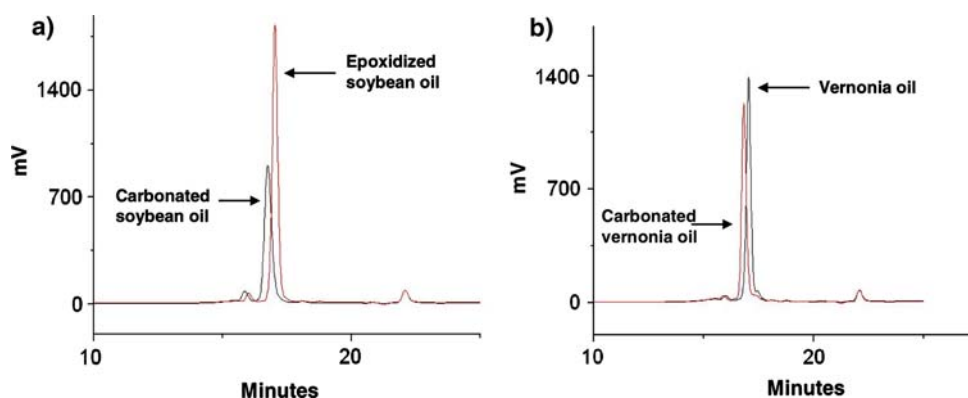 a)
Epoxidized
soybean oil
1400
mV
700
Carbonated
soybean oil
0
10
20
Minutes
b)
1400
Vernonia oil
mV
700
Carbonated
vernonia oil
0
10
20
Minutes